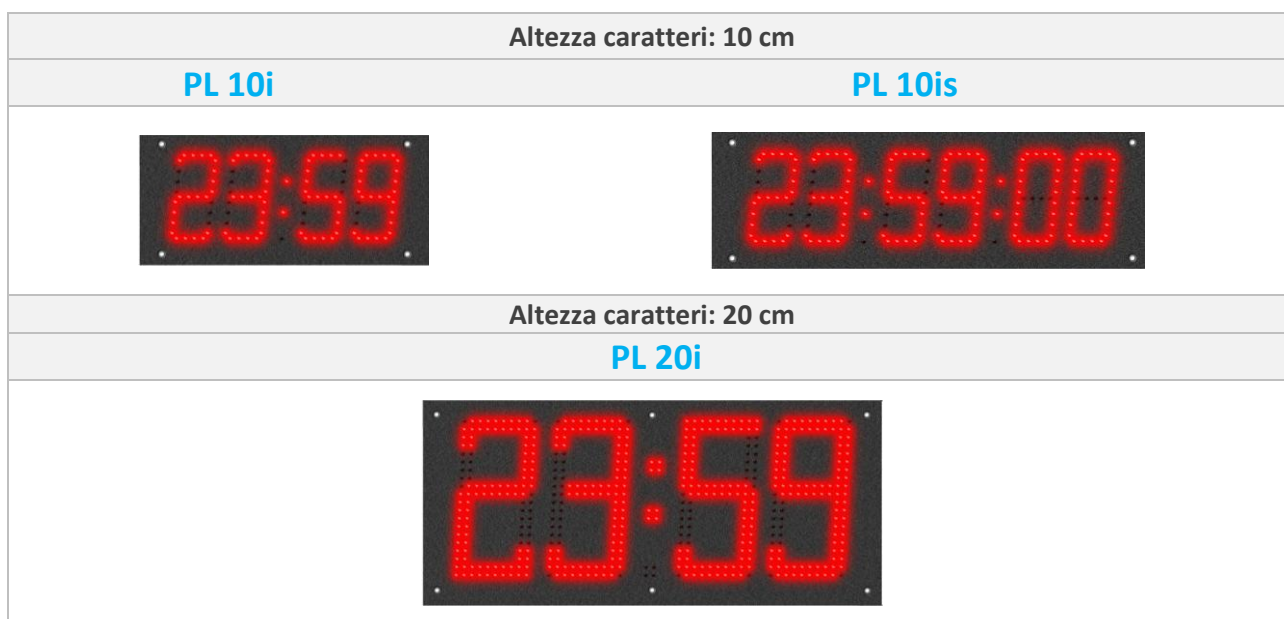 Altezza caratteri: 10 cm
PL 10i PL 10is
23:59 23:59:00
Altezza caratteri: 20 cm
PL 20i
23:59